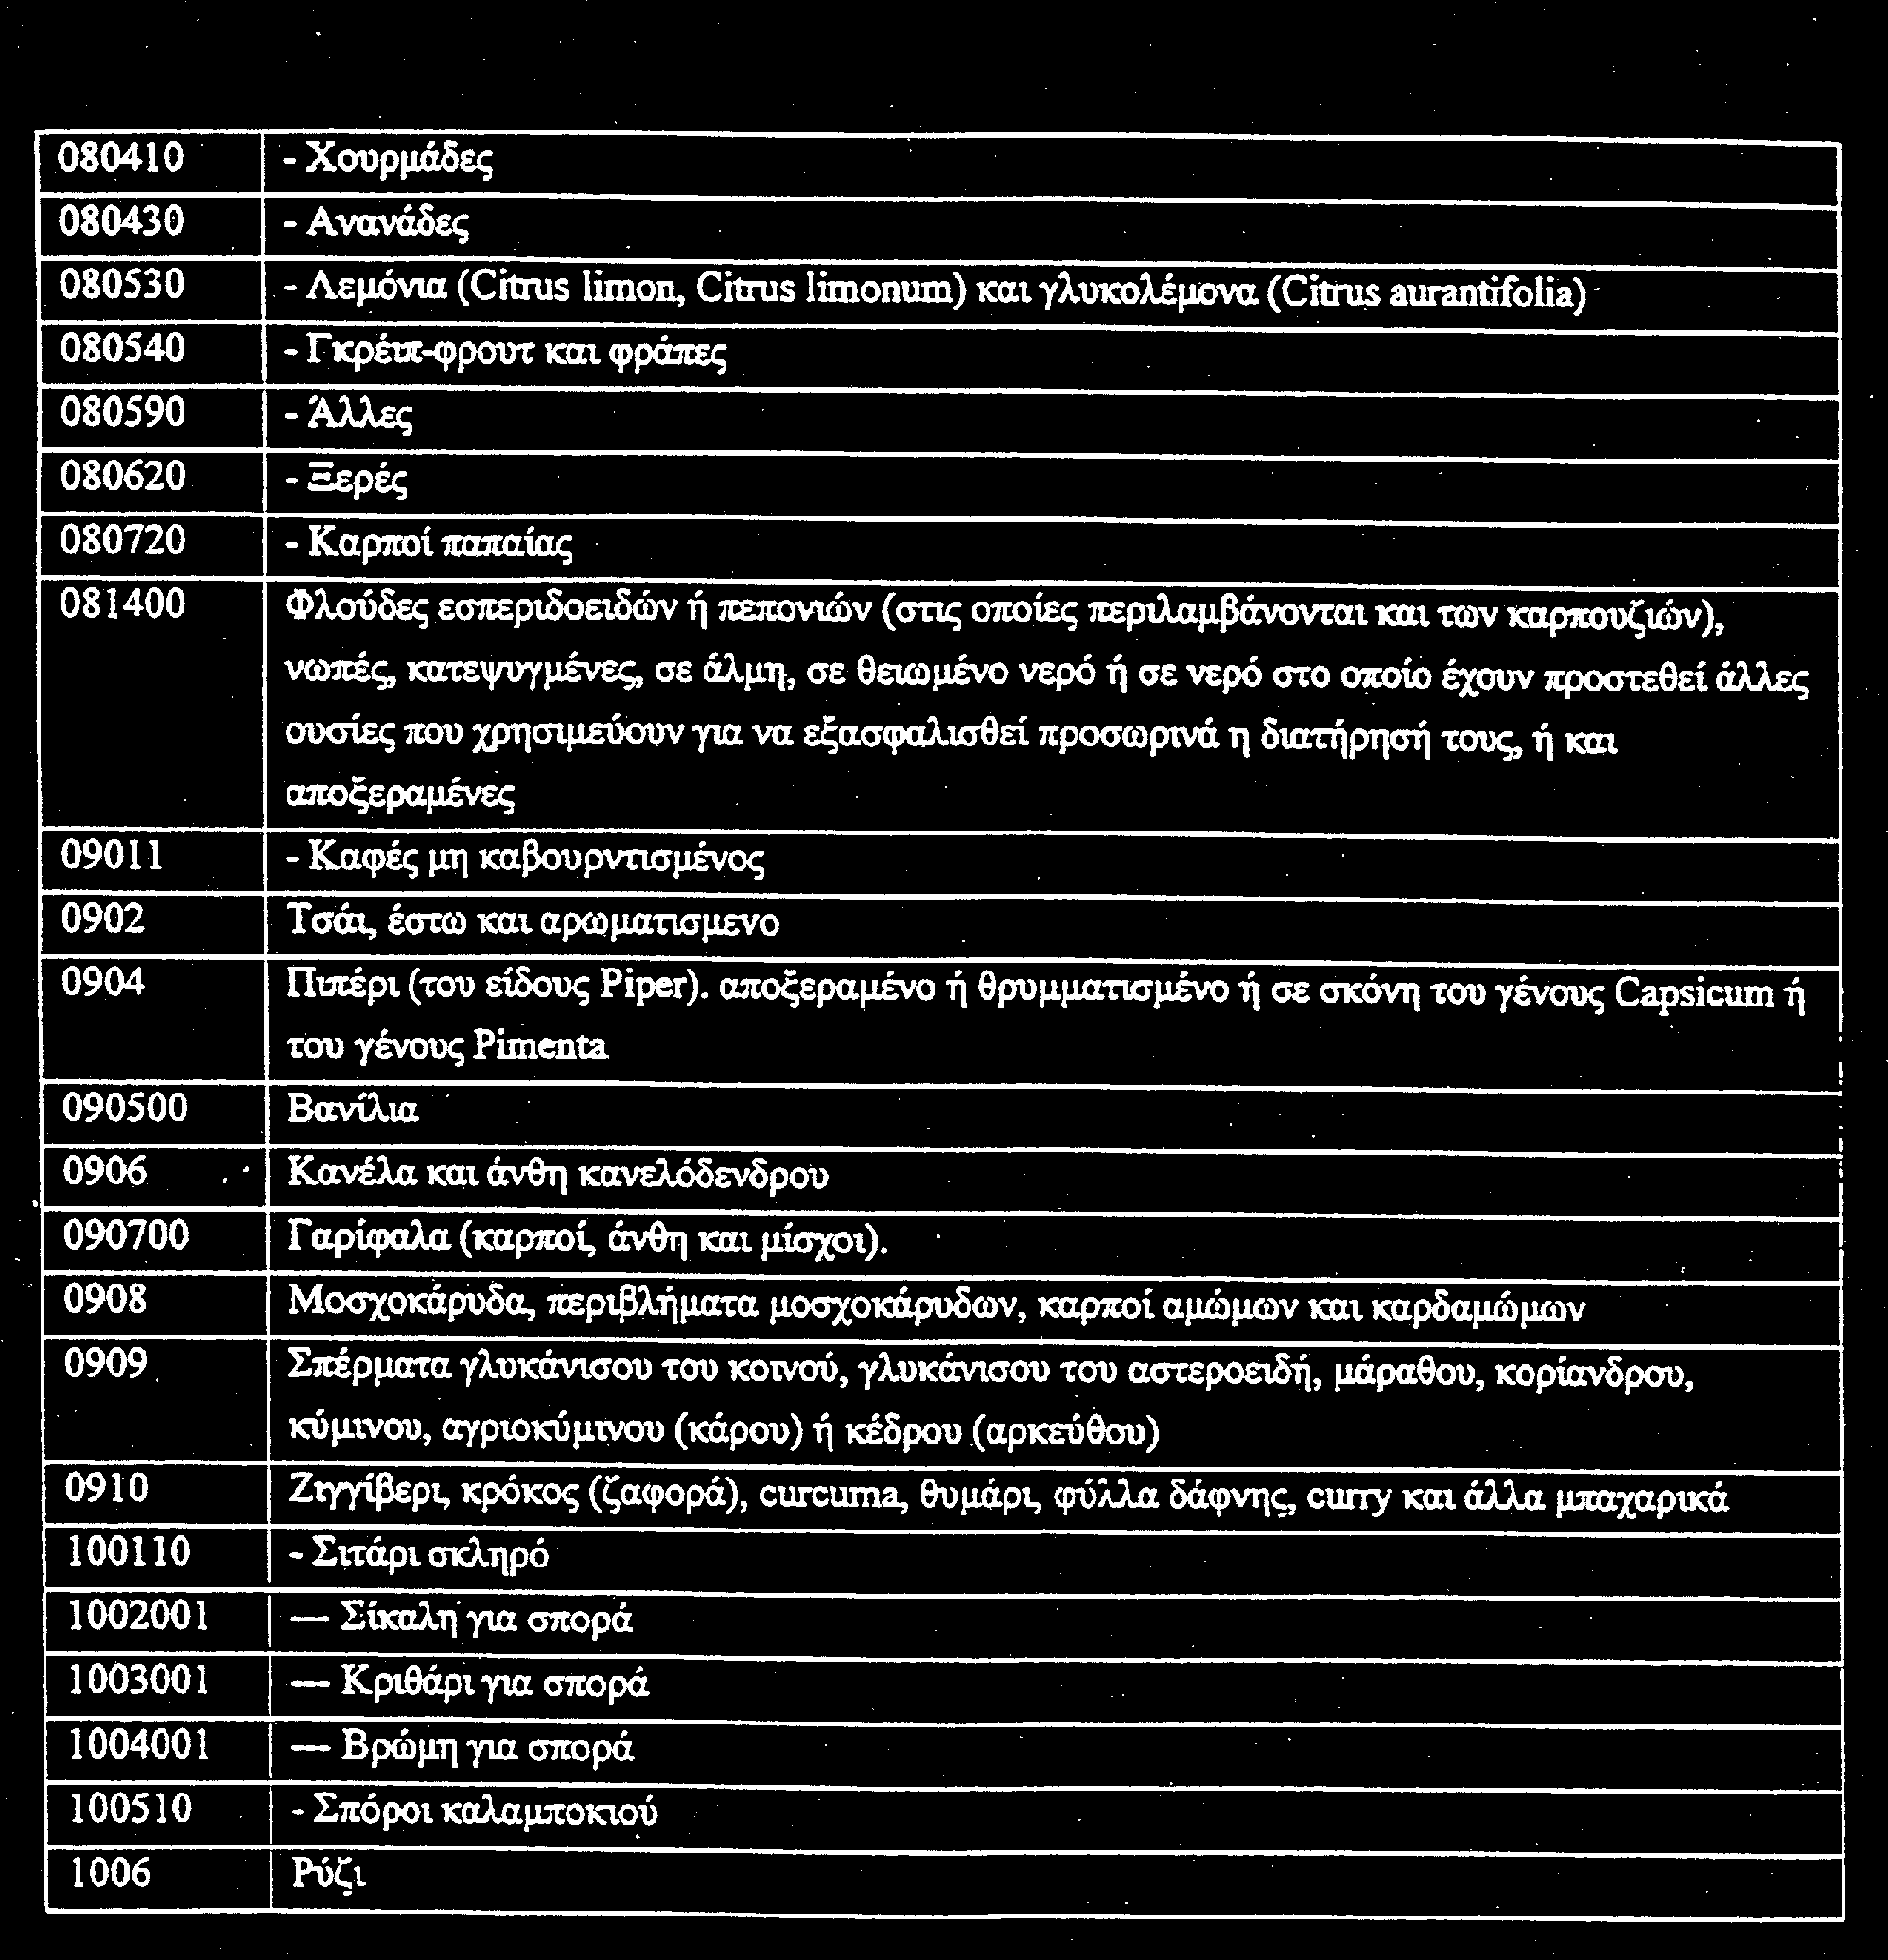 080410 - Χουρμάδες
080430 - Ανανάδες
080530 - Λεμόνια (Citrus limon, Citrus limonum) και γλυκολέμονα (Citrus aurantifolia)
080540 - Γκρέιπ-φρουτ και φράπες
080590 - Άλλες
080620 - Ξερές
080720 - Καρποί παπαίας
081400 Φλούδες εσπεριδοειδών ή πεπονιών (στις οποίες περιλαμβάνονται και των καρπουζιών),
νωπές, κατεψυγμένες, σε άλμη, σε θειωμένο νερό ή σε νερό στο οποίο έχουν προστεθεί άλλες
ουσίες που χρησιμεύουν για να εξασφαλισθεί προσωρινά η διατήρησή τους, ή και
αποξεραμένες
09011 - Καφές μη καβουρντισμένος
0902 Τσάι, έστω και αρωματισμενο
0904 Πιπέρι (του είδους Piper). αποξεραμένο ή θρυμματισμένο ή σε σκόνη του γένους Capsicum ή
του γένους Pimenta
090500 Βανίλια
0906 Κανέλα και άνθη κανελόδενδρου
090700 Γαρίφαλα (καρποί, άνθη και μίσχοι).
0908 Μοσχοκάρυδα, περιβλήματα μοσχοκάρυδων, καρποί αμώμων και καρδαμώμων
0909 Σπέρματα γλυκάνισου του κοινού, γλυκάνισου του αστεροειδή, μάραθου, κορίανδρου,
κύμινου, αγριοκύμινου (κάρου) ή κέδρου (αρκεύθου)
0910 Ζιγγίβερι, κρόκος (ζαφορά), curcuma, θυμάρι, φύλλα δάφνης, curry και άλλα μπαχαρικά
100110 - Σιτάρι σκληρό
1002001 — Σίκαλη για σπορά
1003001 — Κριθάρι για σπορά
1004001 — Βρώμη για σπορά
100510 - Σπόροι καλαμποκιού
1006 Ρύζι